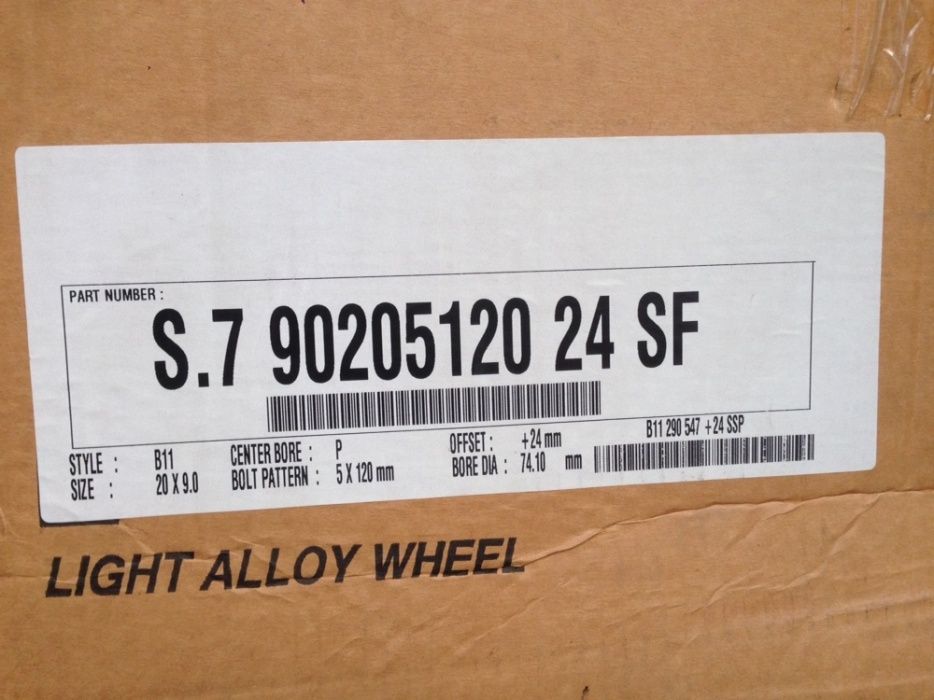 PART NUMBER :
S.7 90205120 24 SF
STYLE : B11 CENTER BORE : P OFFSET : +24 mm B11 290 547 +24 SSP
SIZE : 20 X 9.0 BOLT PATTERN : 5 X 120 mm BORE DIA : 74.10 mm
LIGHT ALLOY WHEEL